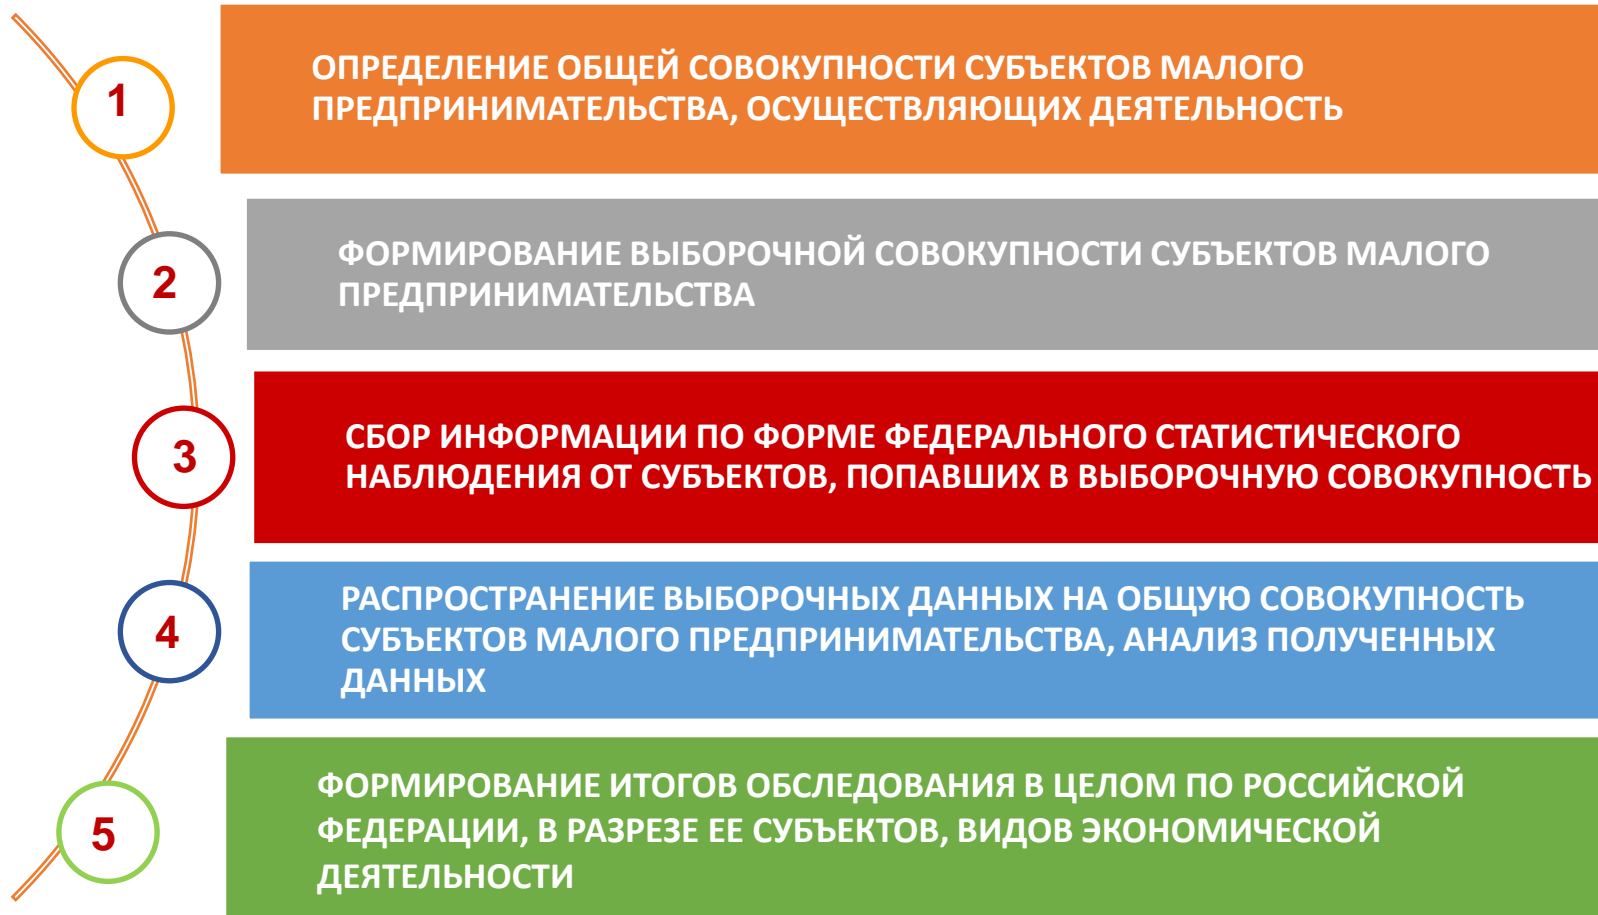 1
ОПРЕДЕЛЕНИЕ ОБЩЕЙ СОВОКУПНОСТИ СУБЪЕКТОВ МАЛОГО
ПРЕДПРИНИМАТЕЛЬСТВА, ОСУЩЕСТВЛЯЮЩИХ ДЕЯТЕЛЬНОСТЬ
2
ФОРМИРОВАНИЕ ВЫБОРОЧНОЙ СОВОКУПНОСТИ СУБЪЕКТОВ МАЛОГО
ПРЕДПРИНИМАТЕЛЬСТВА
3
СБОР ИНФОРМАЦИИ ПО ФОРМЕ ФЕДЕРАЛЬНОГО СТАТИСТИЧЕСКОГО
НАБЛЮДЕНИЯ ОТ СУБЪЕКТОВ, ПОПАВШИХ В ВЫБОРОЧНУЮ СОВОКУПНОСТЬ
4
РАСПРОСТРАНЕНИЕ ВЫБОРОЧНЫХ ДАННЫХ НА ОБЩУЮ СОВОКУПНОСТЬ
СУБЪЕКТОВ МАЛОГО ПРЕДПРИНИМАТЕЛЬСТВА, АНАЛИЗ ПОЛУЧЕННЫХ
ДАННЫХ
5
ФОРМИРОВАНИЕ ИТОГОВ ОБСЛЕДОВАНИЯ В ЦЕЛОМ ПО РОССИЙСКОЙ
ФЕДЕРАЦИИ, В РАЗРЕЗЕ ЕЕ СУБЪЕКТОВ, ВИДОВ ЭКОНОМИЧЕСКОЙ
ДЕЯТЕЛЬНОСТИ